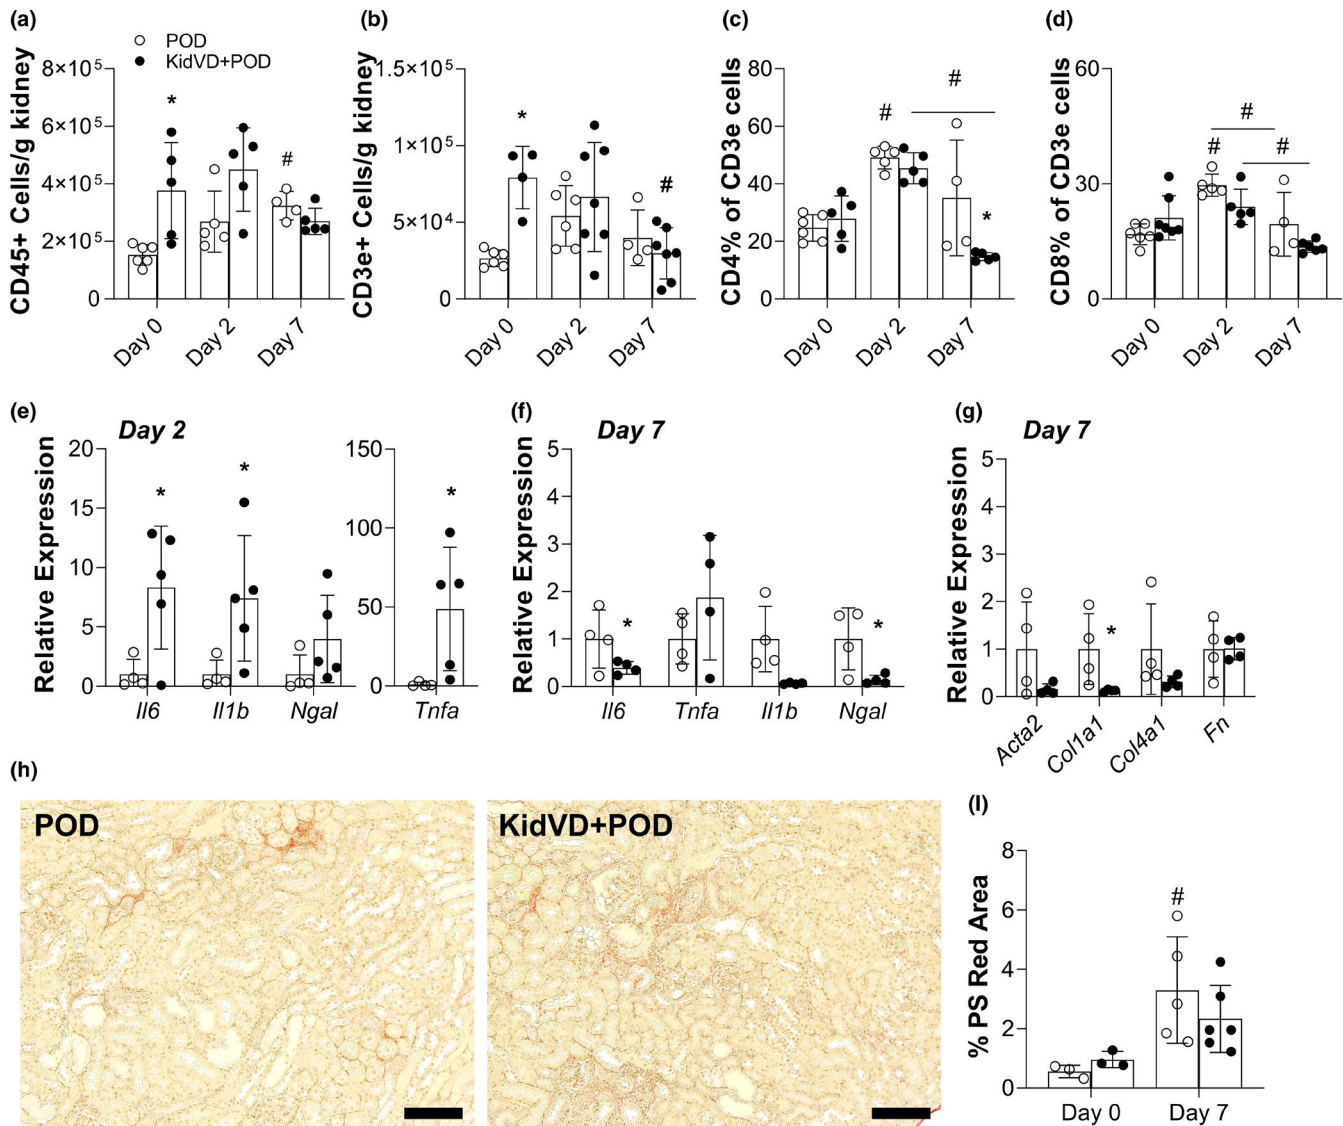 (a)
CD45+ Cells/g kidney
POD
KidVD+POD
8×10⁵
6×10⁵
4×10⁵
2×10⁵
0
*
#
Day 0
Day 2
Day 7
(b)
CD3e+ Cells/g kidney
1.5×10⁵
1×10⁵
5×10⁴
0
*
#
Day 0
Day 2
Day 7
(c)
CD4% of CD3e cells
80
60
40
20
0
#
#
*
Day 0
Day 2
Day 7
(d)
CD8% of CD3e cells
60
30
0
#
#
#
Day 0
Day 2
Day 7
(e)
Day 2
Relative Expression
20
15
10
5
0
*
*
Il6
Il1b
Ngal
150
100
50
0
*
Tnfa
(f)
Day 7
Relative Expression
5
4
3
2
1
0
*
*
Il6
Tnfa
Il1b
Ngal
(g)
Day 7
Relative Expression
5
4
3
2
1
0
*
Acta2
Col1a1
Col4a1
Fn
(h)
POD
KidVD+POD
(I)
% PS Red Area
8
6
4
2
0
#
Day 0
Day 7